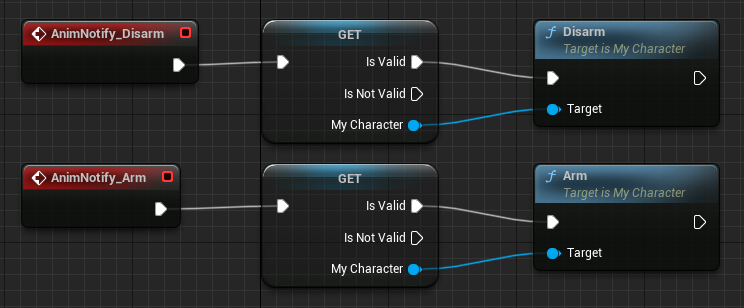 AnimNotify_Disarm
GET
Is Valid
Is Not Valid
My Character
f Disarm
Target is My Character
Target
AnimNotify_Arm
GET
Is Valid
Is Not Valid
My Character
f Arm
Target is My Character
Target